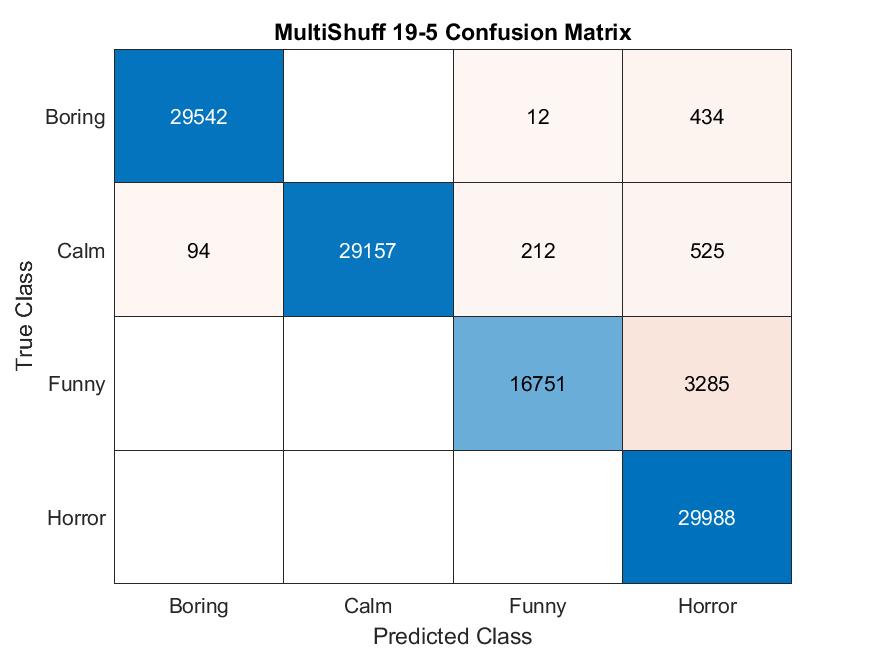 MultiShuff 19-5 Confusion Matrix
True Class
Boring 29542 12 434
Calm 94 29157 212 525
Funny 16751 3285
Horror 29988
Boring Calm Funny Horror
Predicted Class